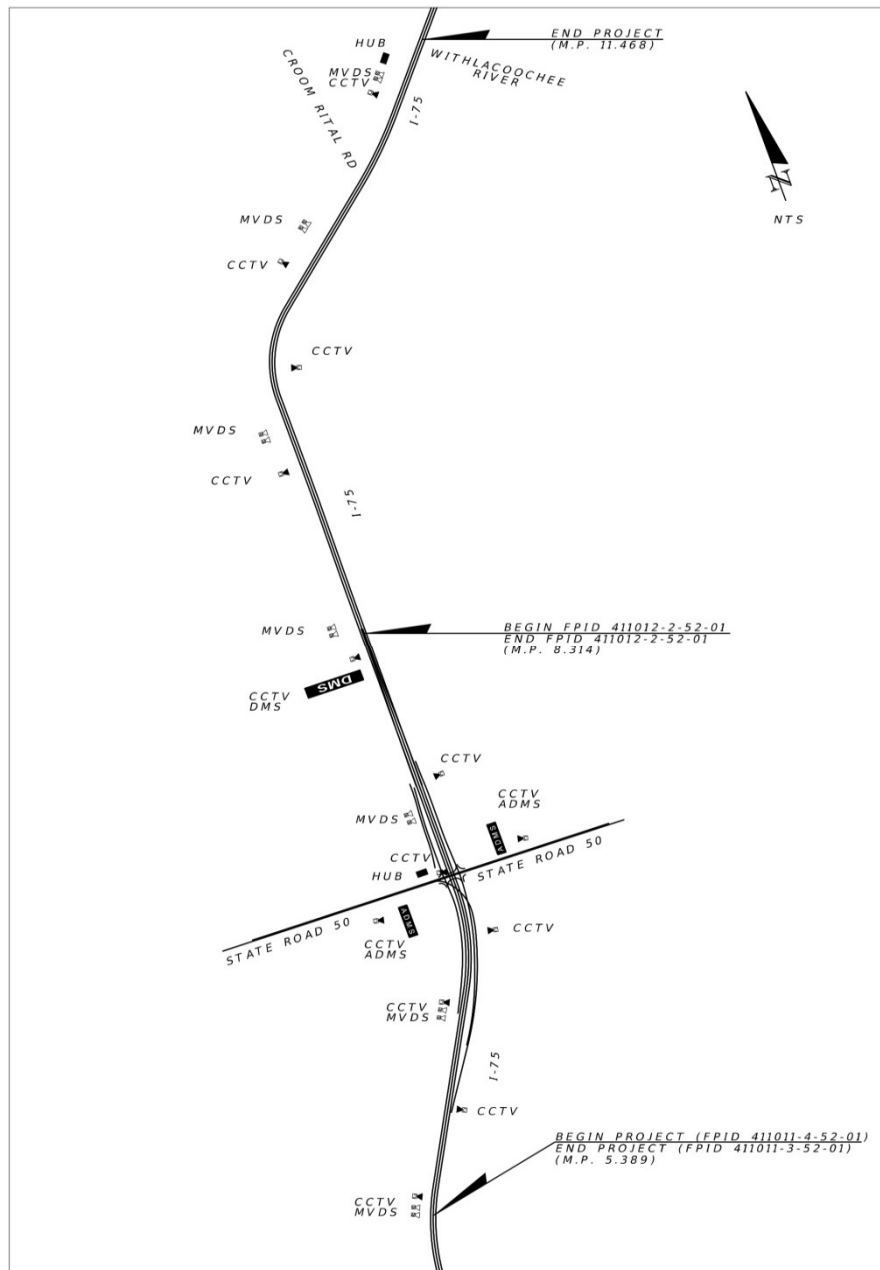 END PROJECT
(M.P. 11.468)
HUB
MVDS
CCTV
WITHLACOOCHEE
RIVER
CROOM RITAL RD
I-75
N
NTS
MVDS
CCTV
CCTV
MVDS
CCTV
I-75
MVDS
BEGIN FPID 411012-2-52-01
END FPID 411012-2-52-01
(M.P. 8.314)
DMS
CCTV
DMS
CCTV
CCTV
ADMS
MVDS
ADMS
CCTV
HUB
STATE ROAD 50
ADMS
STATE ROAD 50
CCTV
CCTV
ADMS
CCTV
MVDS
I-75
CCTV
BEGIN PROJECT (FPID 411011-4-52-01)
END PROJECT (FPID 411011-3-52-01)
(M.P. 5.389)
CCTV
MVDS